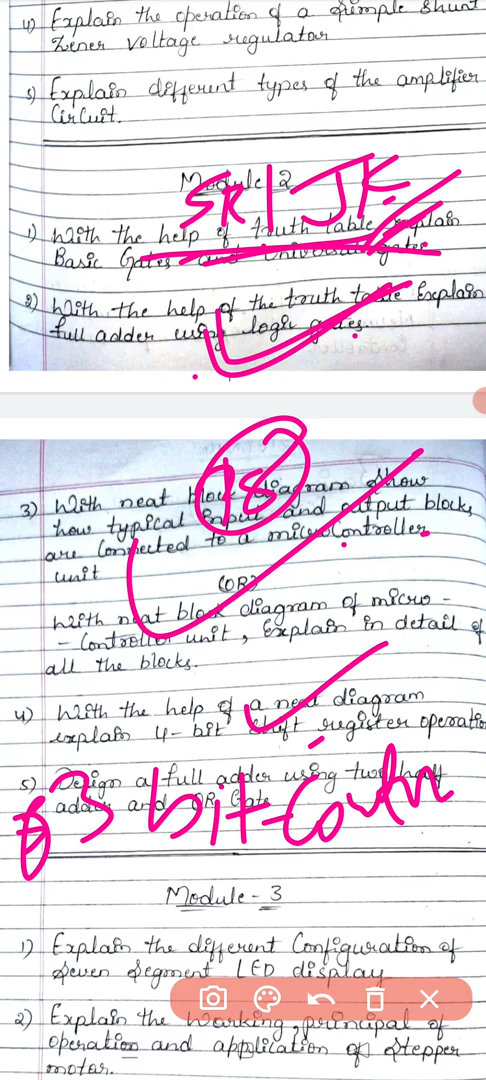 4) Explain the operation of a simple shunt
Zener voltage regulator
5) Explain different types of the amplifier
Circuit.
Module 2
SR | JK
1) With the help of truth table explain
Basic Gates and Universal gates
2) With the help of the truth table Explain
full adder using logic gates.
18
3) With neat block diagram show
how typical input and output blocks
are connected to a microcontroller
unit
(OR)
With neat block diagram of micro-
-Controller unit, Explain in detail of
all the blocks.
4) With the help of a neat diagram
explain 4-bit shift register operatio
5) Design a full adder using two half
adder and OR Gate
3 bit-Coun
Module - 3
1) Explain the different Configuration of
Seven Segment LED display
2) Explain the working, principal of
operation and application of Stepper
motor.